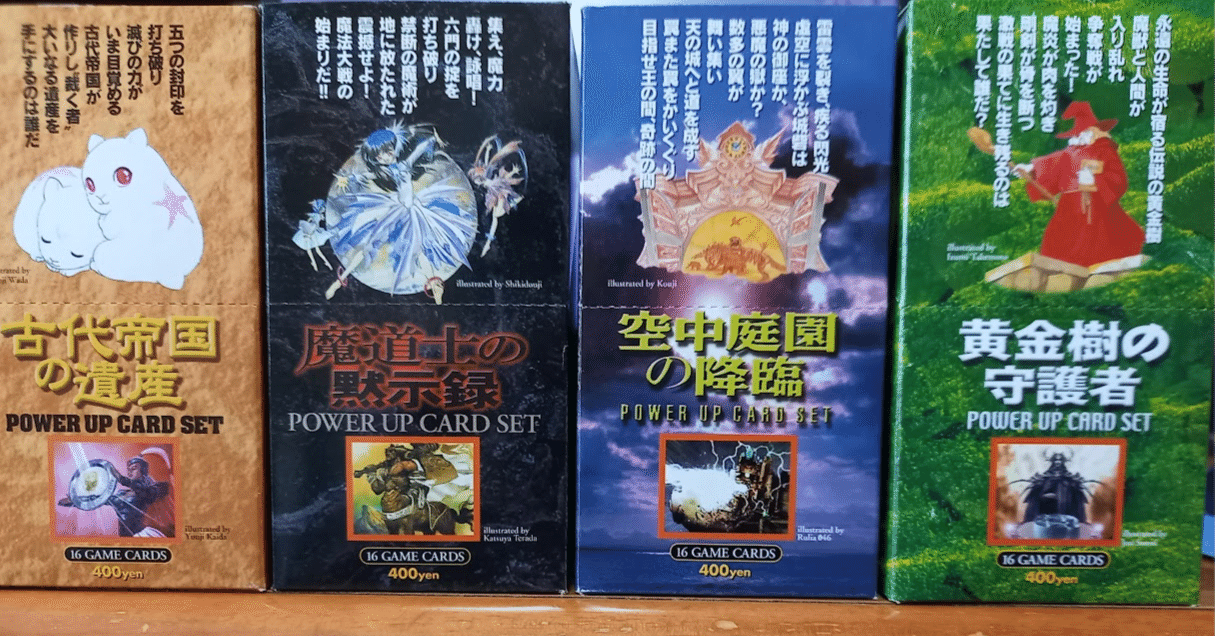 五つの封印を
打ち破り
滅びの力が
いま目覚める
古代帝国が
作りし“裁く者”
大いなる遺産を
手にするのは誰だ
古代帝国
の遺産
POWER UP CARD SET
illustrated by
Yuuji Kaida
16 GAME CARDS
400yen
集え、魔力
轟け、詠唱!
六門の掟を
打ち破り
禁断の魔術が
地に放たれた
震撼せよ!
魔法大戦の
始まりだ!!
illustrated by Shikidouji
魔道士の
黙示録
POWER UP CARD SET
illustrated by
Katsuya Terada
16 GAME CARDS
400yen
雷雲を裂き、疾る閃光―
虚空に浮かぶ城砦は
神の御座か、
悪魔の獄か?
数多の翼が
舞い集い
天の城へと道を成す
罠また罠をかいくぐり
目指せ王の間、奇跡の間
illustrated by Kouji
空中庭園
の降臨
POWER UP CARD SET
illustrated by
Rulia 046
16 GAME CARDS
400yen
永遠の生命が宿る伝説の黄金樹
魔獣と人間が
入り乱れ
争奪戦が
始まった!
魔炎が肉を灼き
剛剣が骨を断つ
激闘の果てに生き残るのは
果たして誰だ?
illustrated by
Izumi Takemoto
黄金樹の
守護者
POWER UP CARD SET
illustrated by
16 GAME CARDS
400yen